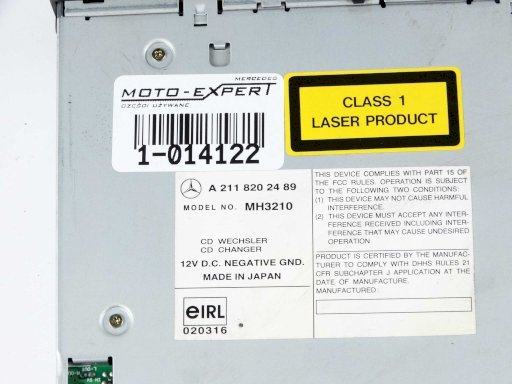 MERCEDES
MOTO-EXPERT
CZĘŚCI UŻYWANE
1-014122
CLASS 1
LASER PRODUCT
A 211 820 24 89
MODEL NO. MH3210
CD WECHSLER
CD CHANGER
12V D.C. NEGATIVE GND.
MADE IN JAPAN
eIRL
020316
THIS DEVICE COMPLIES WITH PART 15 OF
THE FCC RULES. OPERATION IS SUBJECT
TO THE FOLLOWING TWO CONDITIONS:
(1) THIS DEVICE MAY NOT CAUSE HARMFUL
INTERFERENCE.
(2) THIS DEVICE MUST ACCEPT ANY INTER-
FERENCE RECEIVED INCLUDING INTER-
FERENCE THAT MAY CAUSE UNDESIRED
OPERATION
PRODUCT IS CERTIFIED BY THE MANUFAC-
TURER TO COMPLY WITH DHHS RULES 21
CFR SUBCHAPTER J APPLICATION AT THE
DATE OF MANUFACTURE.
MANUFACTURED: